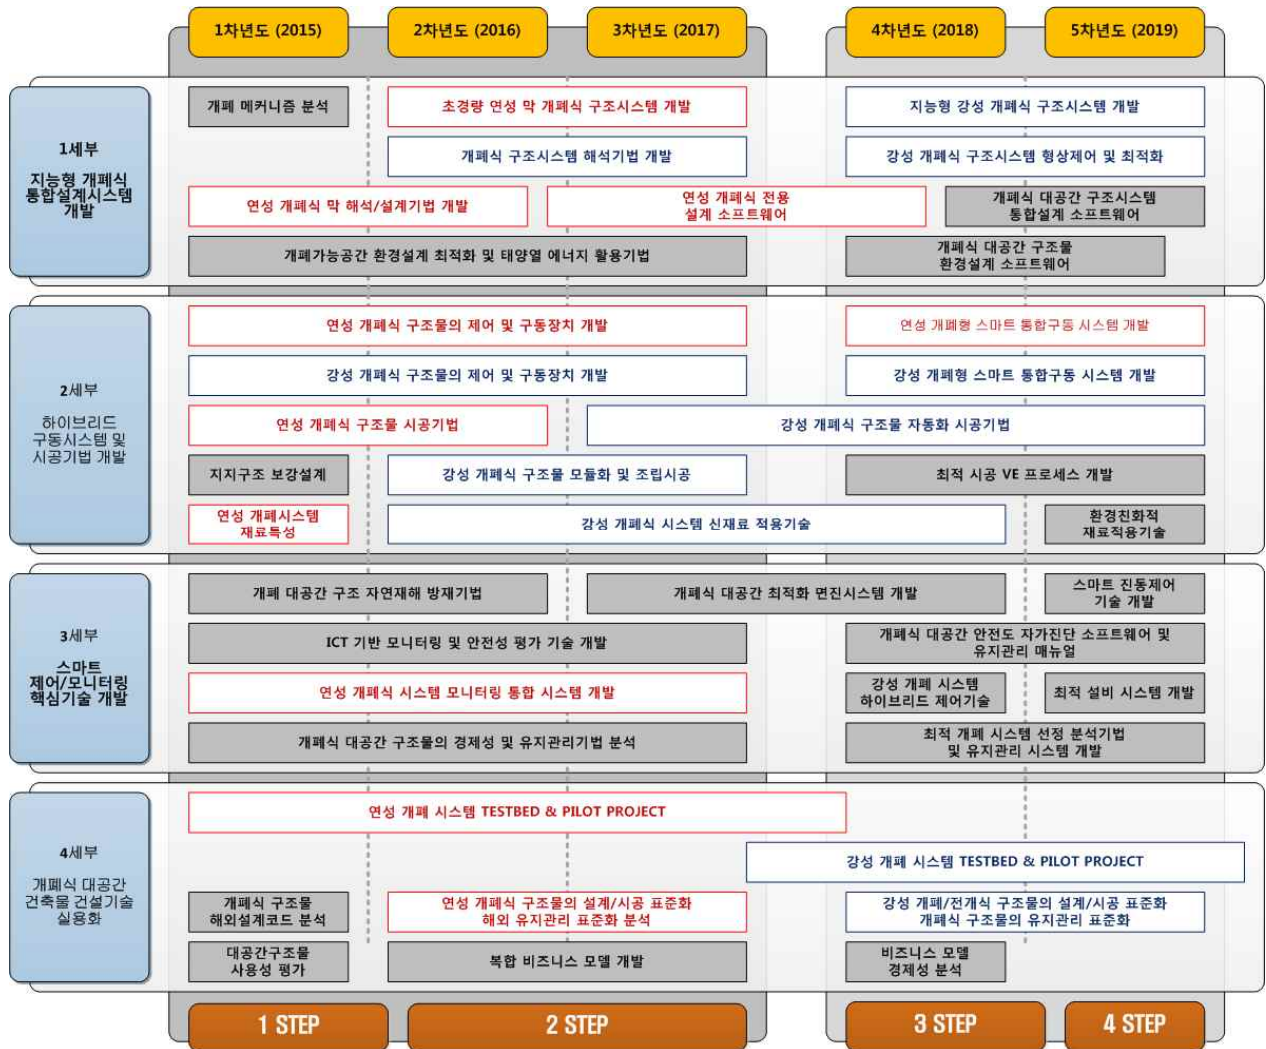 1차년도 (2015)
2차년도 (2016)
3차년도 (2017)
4차년도 (2018)
5차년도 (2019)
1세부
지능형 개폐식
통합설계시스템
개발
개폐 메커니즘 분석
초경량 연성 막 개폐식 구조시스템 개발
지능형 강성 개폐식 구조시스템 개발
개폐식 구조시스템 해석기법 개발
강성 개폐식 구조시스템 형상제어 및 최적화
연성 개폐식 막 해석/설계기법 개발
연성 개폐식 전용
설계 소프트웨어
개폐식 대공간 구조시스템
통합설계 소프트웨어
개폐가능공간 환경설계 최적화 및 태양열 에너지 활용기법
개폐식 대공간 구조물
환경설계 소프트웨어
2세부
하이브리드
구동시스템 및
시공기법 개발
연성 개폐식 구조물의 제어 및 구동장치 개발
연성 개폐형 스마트 통합구동 시스템 개발
강성 개폐식 구조물의 제어 및 구동장치 개발
강성 개폐형 스마트 통합구동 시스템 개발
연성 개폐식 구조물 시공기법
강성 개폐식 구조물 자동화 시공기법
지지구조 보강설계
강성 개폐식 구조물 모듈화 및 조립시공
최적 시공 VE 프로세스 개발
연성 개폐시스템
재료특성
강성 개폐식 시스템 신재료 적용기술
환경친화적
재료적용기술
3세부
스마트
제어/모니터링
핵심기술 개발
개폐 대공간 구조 자연재해 방재기법
개폐식 대공간 최적화 면진시스템 개발
스마트 진동제어
기술 개발
ICT 기반 모니터링 및 안전성 평가 기술 개발
개폐식 대공간 안전도 자가진단 소프트웨어 및
유지관리 매뉴얼
연성 개폐식 시스템 모니터링 통합 시스템 개발
강성 개폐 시스템
하이브리드 제어기술
최적 설비 시스템 개발
개폐식 대공간 구조물의 경제성 및 유지관리기법 분석
최적 개폐 시스템 선정 분석기법
및 유지관리 시스템 개발
4세부
개폐식 대공간
건축물 건설기술
실용화
연성 개폐 시스템 TESTBED & PILOT PROJECT
강성 개폐 시스템 TESTBED & PILOT PROJECT
개폐식 구조물
해외설계코드 분석
연성 개폐식 구조물의 설계/시공 표준화
해외 유지관리 표준화 분석
강성 개폐/전개식 구조물의 설계/시공 표준화
개폐식 구조물의 유지관리 표준화
대공간구조물
사용성 평가
복합 비즈니스 모델 개발
비즈니스 모델
경제성 분석
1 STEP
2 STEP
3 STEP
4 STEP